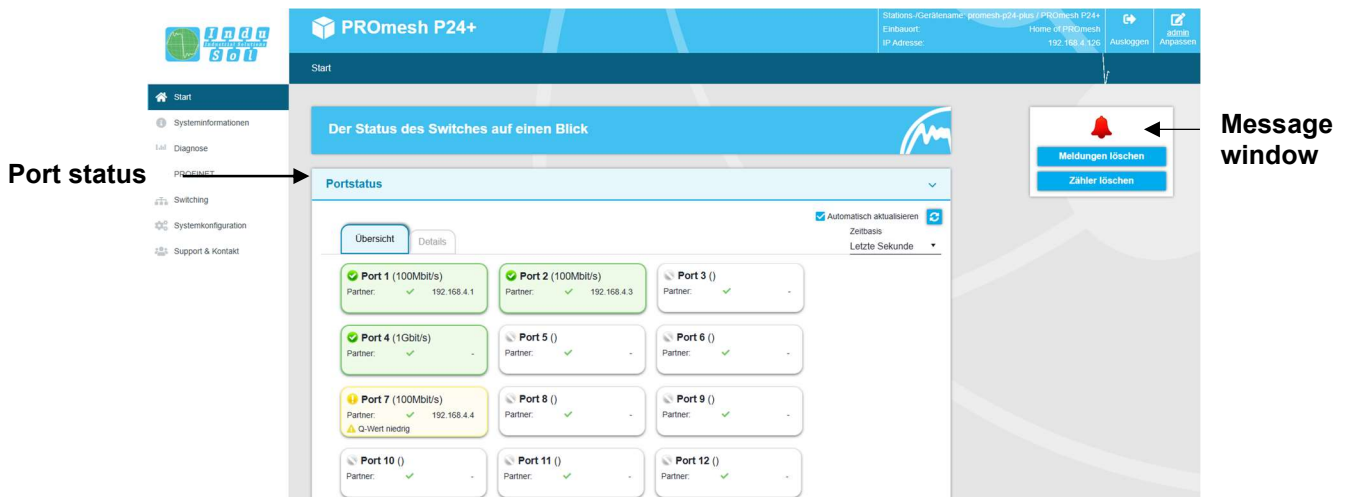 Indu
Industrial Solutions
Sol
PROmesh P24+
Stations-/Gerätename: promesh-p24-plus / PROmesh P24+
Einbauort: Home of PROmesh
IP Adresse: 192.168.4.126
Ausloggen
admin
Anpassen
Start
Start
Systeminformationen
Diagnose
PROFINET
Switching
Systemkonfiguration
Support & Kontakt
Port status
Der Status des Switches auf einen Blick
Meldungen löschen
Zähler löschen
Message
window
Portstatus
Automatisch aktualisieren
Zeitbasis
Letzte Sekunde
Übersicht
Details
Port 1 (100Mbit/s)
Partner: 192.168.4.1
Port 2 (100Mbit/s)
Partner: 192.168.4.3
Port 3 ()
Partner: -
Port 4 (1Gbit/s)
Partner: -
Port 5 ()
Partner: -
Port 6 ()
Partner: -
Port 7 (100Mbit/s)
Partner: 192.168.4.4
Q-Wert niedrig
Port 8 ()
Partner: -
Port 9 ()
Partner: -
Port 10 ()
Partner: -
Port 11 ()
Partner: -
Port 12 ()
Partner: -